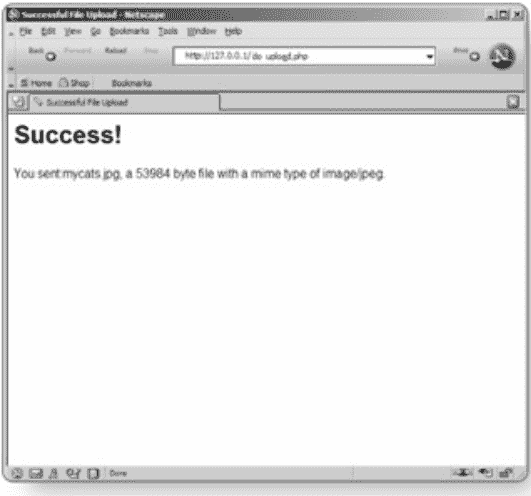 Successful File Upload - Netscape
File Edit View Go Bookmarks Tools Window Help
Back Forward Reload Stop http://127.0.0.1/do_upload.php Print
Home Shop Bookmarks
Successful File Upload
Success!
You sent:mycats.jpg, a 53984 byte file with a mime type of image/jpeg.
Done